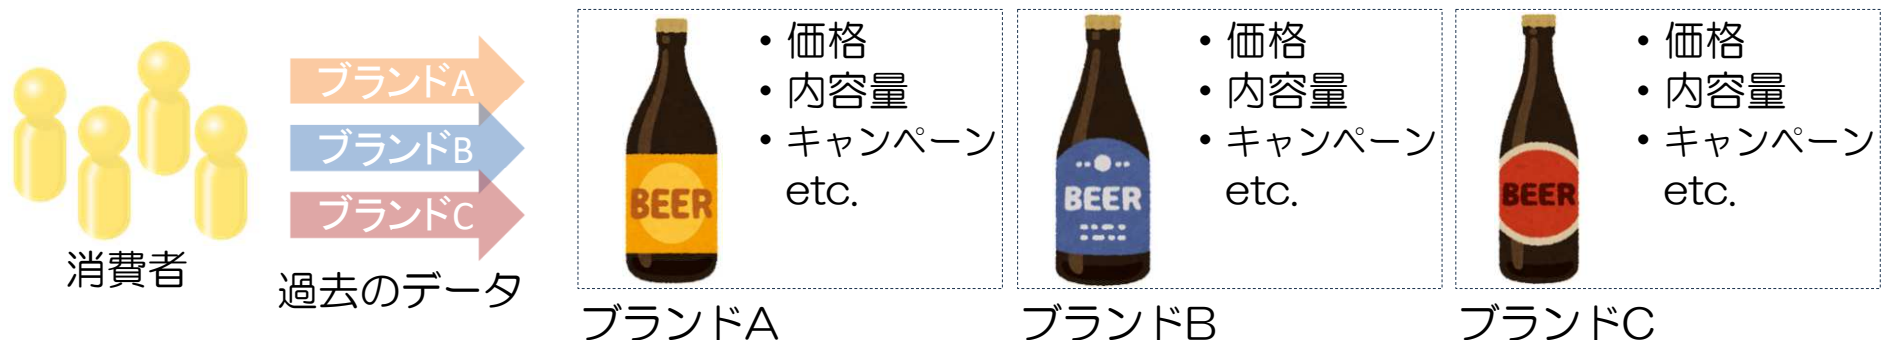 消費者
ブランドA
ブランドB
ブランドC
過去のデータ
BEER
・価格
・内容量
・キャンペーン
etc.
ブランドA
BEER
・価格
・内容量
・キャンペーン
etc.
ブランドB
BEER
・価格
・内容量
・キャンペーン
etc.
ブランドC